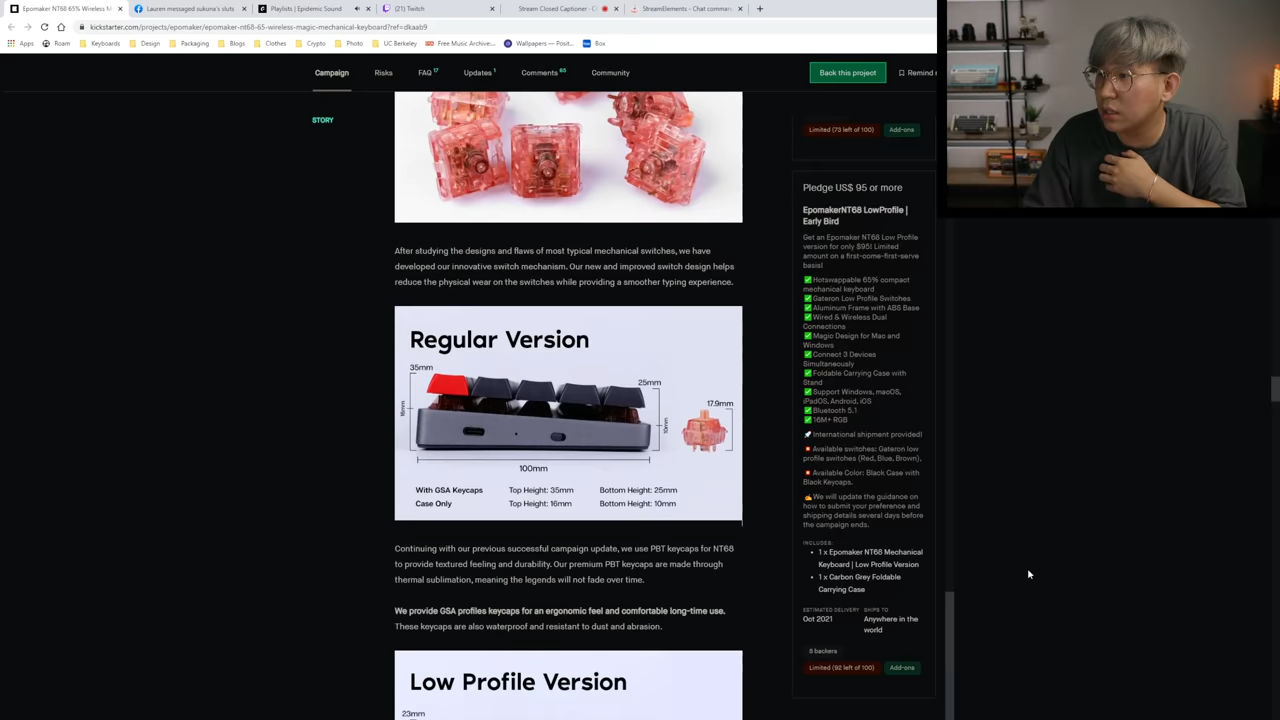 Epomaker NT68 65% Wireless M
Lauren messaged sukuna's sluts
Playlists | Epidemic Sound
(21) Twitch
Stream Closed Captioner - C
StreamElements - Chat comman
kickstarter.com/projects/epomaker/epomaker-nt68-65-wireless-magic-mechanical-keyboard?ref=dkaab9
Apps
Roam
Keyboards
Design
Packaging
Blogs
Clothes
Crypto
Photo
UC Berkeley
Free Music Archive...
Wallpapers — Posit...
Box
Campaign
Risks
FAQ 17
Updates 1
Comments 65
Community
Back this project
Remind
STORY
After studying the designs and flaws of most typical mechanical switches, we have
developed our innovative switch mechanism. Our new and improved switch design helps
reduce the physical wear on the switches while providing a smoother typing experience.
Regular Version
35mm
25mm
17.9mm
16mm
10mm
100mm
With GSA Keycaps Top Height: 35mm Bottom Height: 25mm
Case Only Top Height: 16mm Bottom Height: 10mm
Continuing with our previous successful campaign update, we use PBT keycaps for NT68
to provide textured feeling and durability. Our premium PBT keycaps are made through
thermal sublimation, meaning the legends will not fade over time.
We provide GSA profiles keycaps for an ergonomic feel and comfortable long-time use.
These keycaps are also waterproof and resistant to dust and abrasion.
Low Profile Version
23mm
Limited (73 left of 100)
Add-ons
Pledge US$ 95 or more
EpomakerNT68 LowProfile |
Early Bird
Get an Epomaker NT68 Low Profile
version for only $95! Limited
amount on a first-come-first-serve
basis!
✅Hotswappable 65% compact
mechanical keyboard
✅Gateron Low Profile Switches
✅Aluminum Frame with ABS Base
✅Wired & Wireless Dual
Connections
✅Magic Design for Mac and
Windows
✅Connect 3 Devices
Simultaneously
✅Foldable Carrying Case with
Stand
✅Support Windows, macOS,
iPadOS, Android, iOS
✅Bluetooth 5.1
✅16M+ RGB
🚀International shipment provided!
Available switches: Gateron low
profile switches (Red, Blue, Brown),
Available Color: Black Case with
Black Keycaps.
✍We will update the guidance on
how to submit your preference and
shipping details several days before
the campaign ends.
INCLUDES:
• 1 x Epomaker NT68 Mechanical
Keyboard | Low Profile Version
• 1 x Carbon Grey Foldable
Carrying Case
ESTIMATED DELIVERY
Oct 2021
SHIPS TO
Anywhere in the
world
8 backers
Limited (92 left of 100)
Add-ons